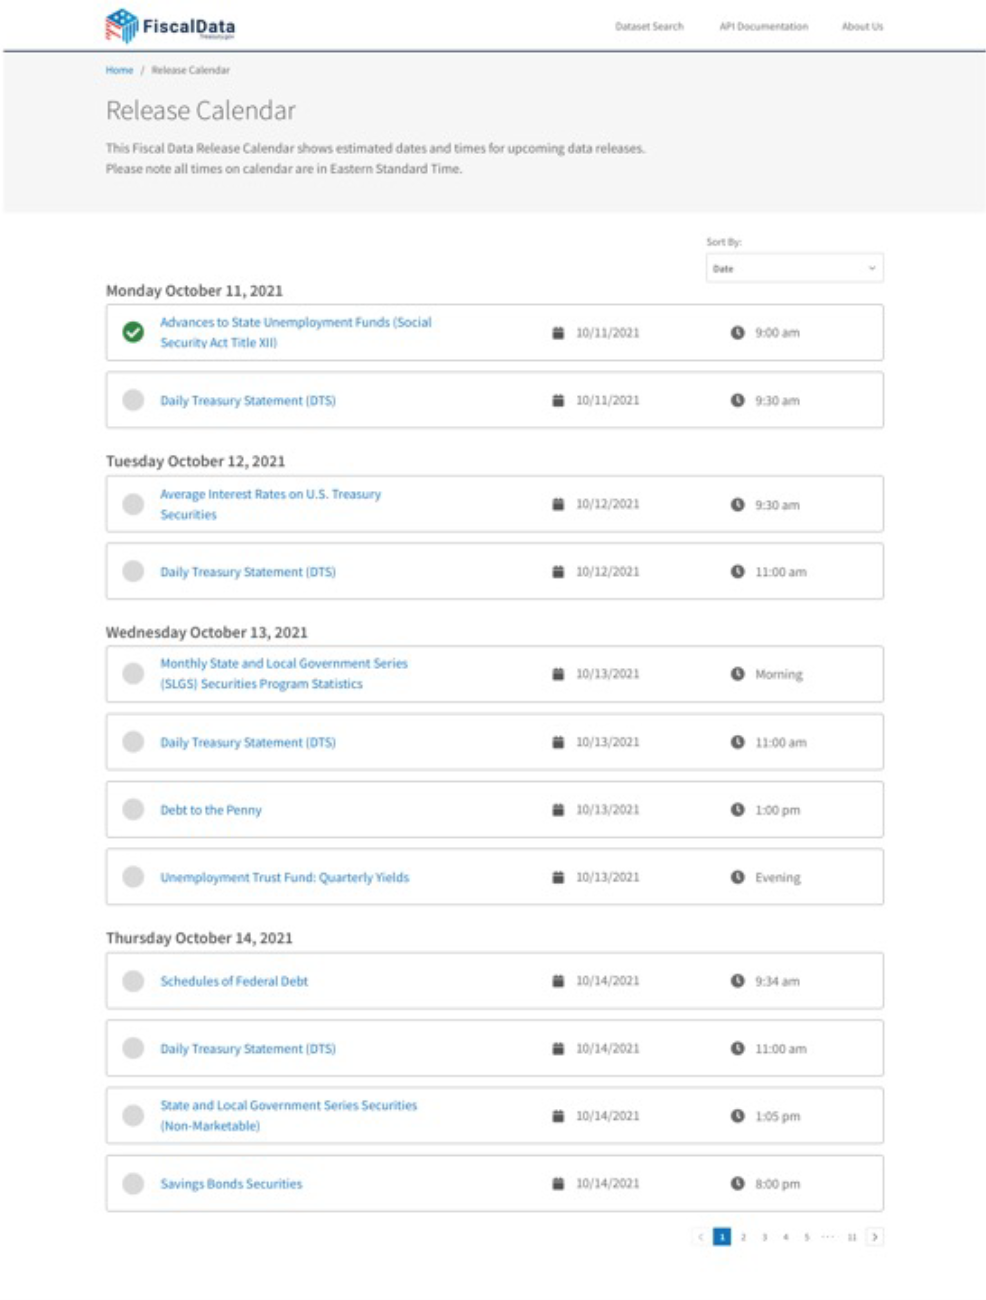 FiscalData
Treasury.gov
Dataset Search API Documentation About Us
Home / Release Calendar
Release Calendar
This Fiscal Data Release Calendar shows estimated dates and times for upcoming data releases.
Please note all times on calendar are in Eastern Standard Time.
Sort By:
Date
Monday October 11, 2021
Advances to State Unemployment Funds (Social
Security Act Title XII)
10/11/2021 9:00 am
Daily Treasury Statement (DTS) 10/11/2021 9:30 am
Tuesday October 12, 2021
Average Interest Rates on U.S. Treasury
Securities
10/12/2021 9:30 am
Daily Treasury Statement (DTS) 10/12/2021 11:00 am
Wednesday October 13, 2021
Monthly State and Local Government Series
(SLGS) Securities Program Statistics
10/13/2021 Morning
Daily Treasury Statement (DTS) 10/13/2021 11:00 am
Debt to the Penny 10/13/2021 1:00 pm
Unemployment Trust Fund: Quarterly Yields 10/13/2021 Evening
Thursday October 14, 2021
Schedules of Federal Debt 10/14/2021 9:34 am
Daily Treasury Statement (DTS) 10/14/2021 11:00 am
State and Local Government Series Securities
(Non-Marketable)
10/14/2021 1:05 pm
Savings Bonds Securities 10/14/2021 8:00 pm
< 1 2 3 4 5 ... 11 >